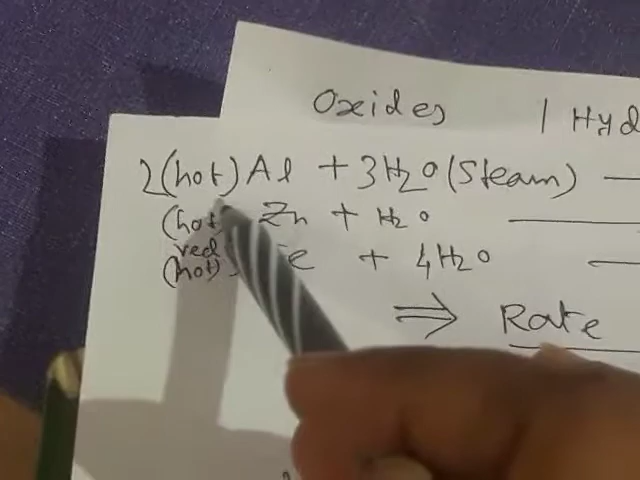 Oxides / Hyd
2(hot) Al + 3H2O (Steam) —
(hot) Zn + H2O —
(red hot) e + 4H2O —
⇒ Rate